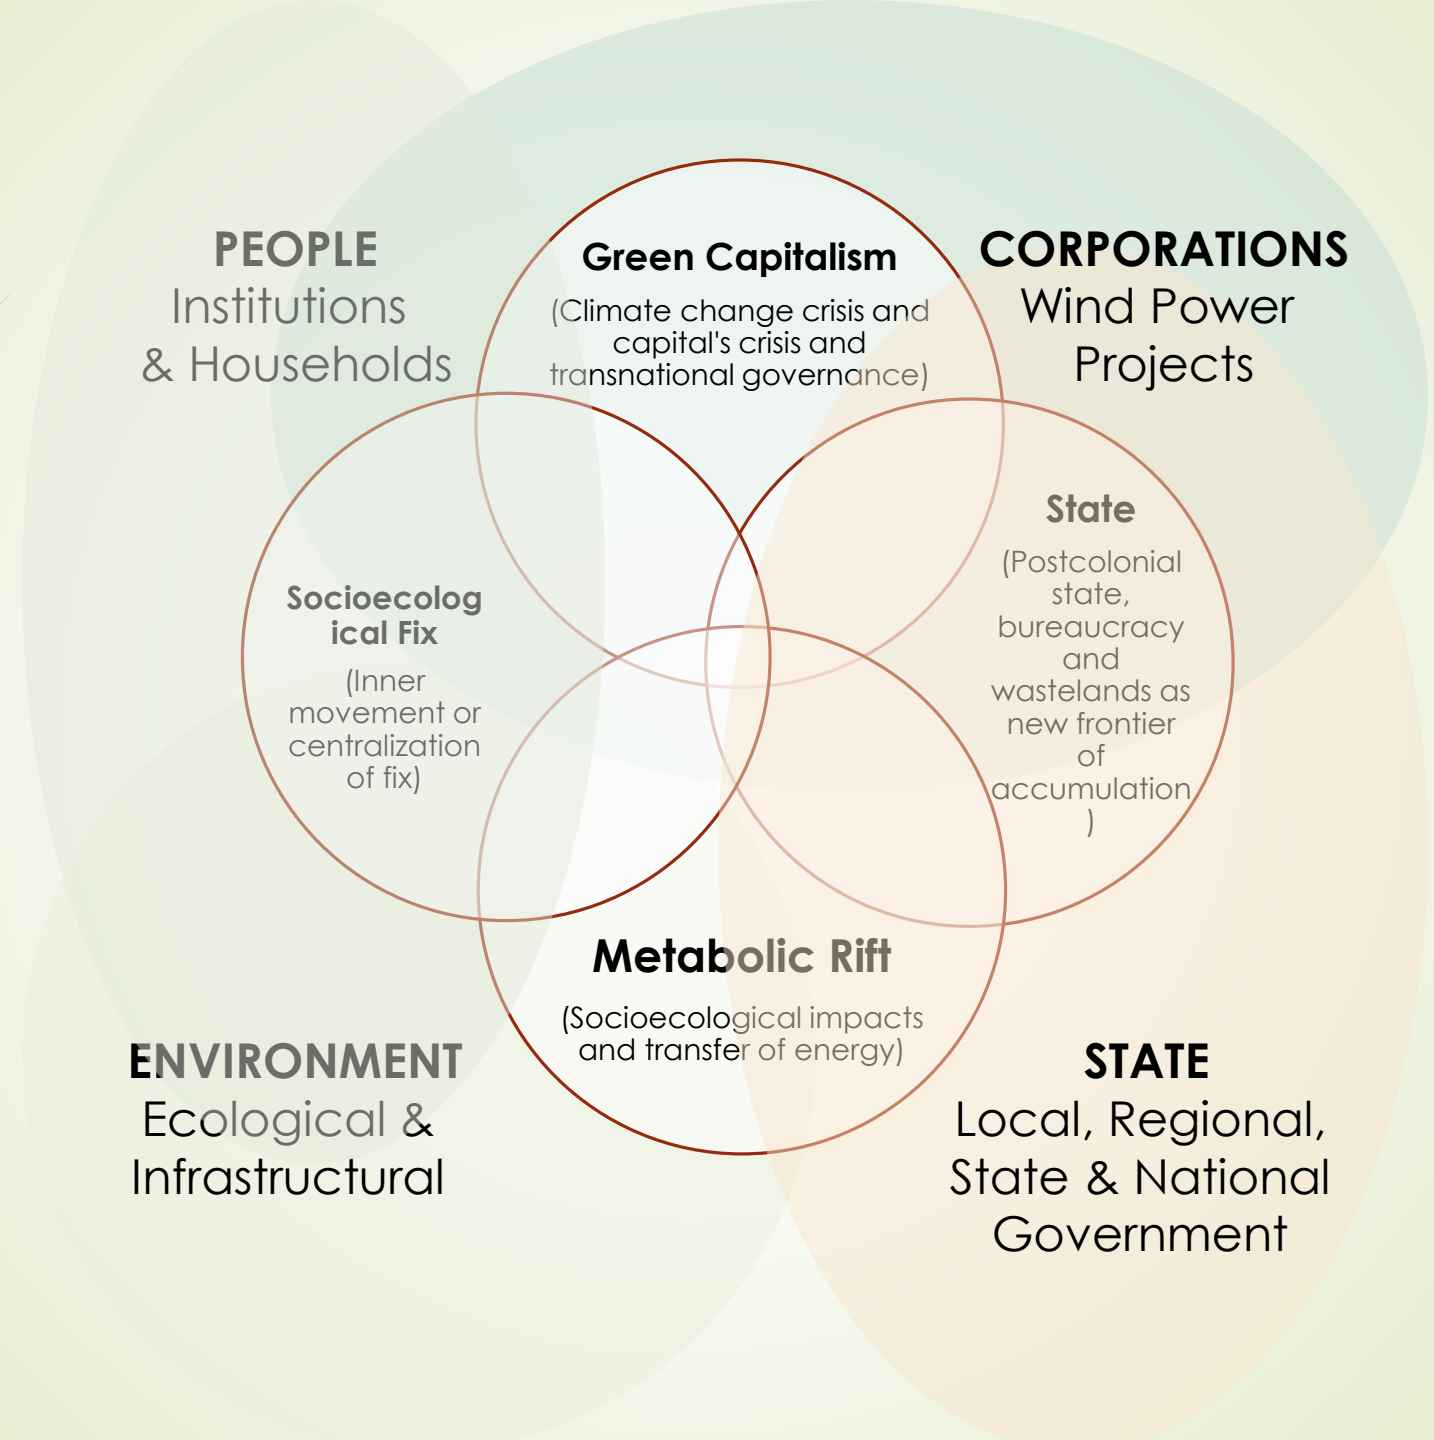 PEOPLE
Institutions
& Households
Green Capitalism
(Climate change crisis and
capital's crisis and
transnational governance)
CORPORATIONS
Wind Power
Projects
Socioecolog
ical Fix
(Inner
movement or
centralization
of fix)
State
(Postcolonial
state,
bureaucracy
and
wastelands as
new frontier
of
accumulation
)
Metabolic Rift
(Socioecological impacts
and transfer of energy)
ENVIRONMENT
Ecological &
Infrastructural
STATE
Local, Regional,
State & National
Government